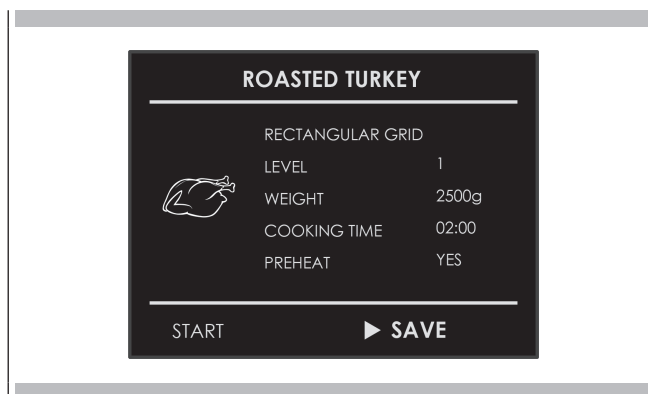 ROASTED TURKEY
RECTANGULAR GRID
LEVEL 1
WEIGHT 2500g
COOKING TIME 02:00
PREHEAT YES
START ▶ SAVE